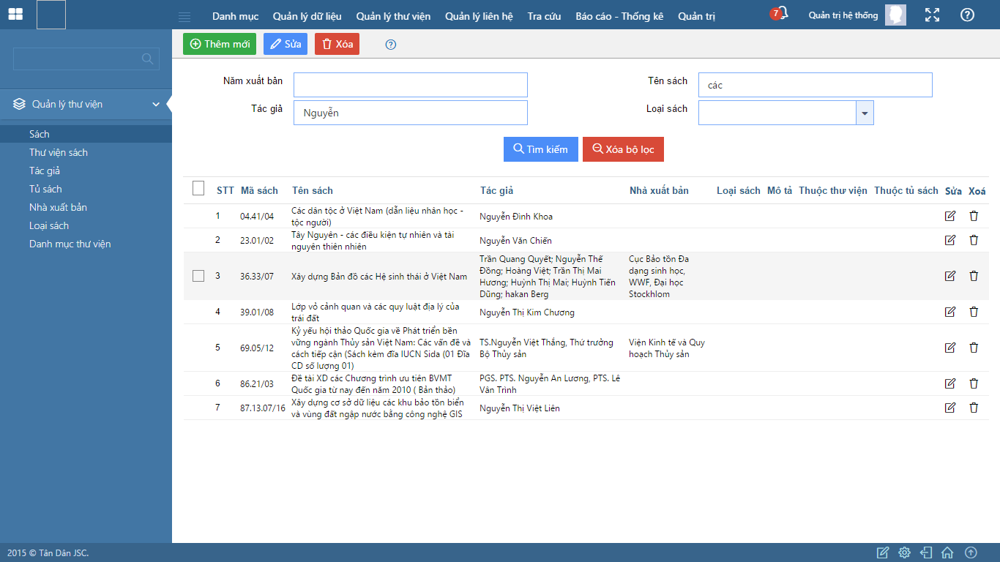 Danh mục Quản lý dữ liệu Quản lý thư viện Quản lý liên hệ Tra cứu Báo cáo - Thống kê Quản trị 7 Quản trị hệ thống
Thêm mới Sửa Xóa
Quản lý thư viện
Sách
Thư viện sách
Tác giả
Tủ sách
Nhà xuất bản
Loại sách
Danh mục thư viện
Năm xuất bản Tên sách các
Tác giả Nguyễn Loại sách
Tìm kiếm Xóa bộ lọc
STT Mã sách Tên sách Tác giả Nhà xuất bản Loại sách Mô tả Thuộc thư viện Thuộc tủ sách Sửa Xoá
1 04.41/04 Các dân tộc ở Việt Nam (dẫn liệu nhân học -
tộc người) Nguyễn Đình Khoa
2 23.01/02 Tây Nguyên - các điều kiện tự nhiên và tài
nguyên thiên nhiên Nguyễn Văn Chiến
3 36.33/07 Xây dựng Bản đồ các Hệ sinh thái ở Việt Nam
Trần Quang Quyết; Nguyễn Thế
Đồng; Hoàng Việt; Trần Thị Mai
Hương; Huỳnh Thị Mai; Huỳnh Tiến
Dũng; hakan Berg
Cục Bảo tồn Đa
dạng sinh học,
WWF, Đại học
Stockhlom
4 39.01/08 Lớp vỏ cảnh quan và các quy luật địa lý của
trái đất Nguyễn Thị Kim Chương
5 69.05/12 Kỷ yếu hội thảo Quốc gia về Phát triển bền
vững ngành Thủy sản Việt Nam: Các vấn đề và
cách tiếp cận (Sách kèm đĩa IUCN Sida (01 Đĩa
CD số lượng 01)
TS.Nguyễn Việt Thắng, Thứ trưởng
Bộ Thủy sản
Viện Kinh tế và Quy
hoạch Thủy sản
6 86.21/03 Đề tài XD các Chương trình ưu tiên BVMT
Quốc gia từ nay đến năm 2010 ( Bản thảo)
PGS. PTS. Nguyễn An Lương, PTS. Lê
Vân Trình
7 87.13.07/16 Xây dựng cơ sở dữ liệu các khu bảo tồn biển
và vùng đất ngập nước bằng công nghệ GIS Nguyễn Thị Việt Liên
2015 © Tân Dân JSC.